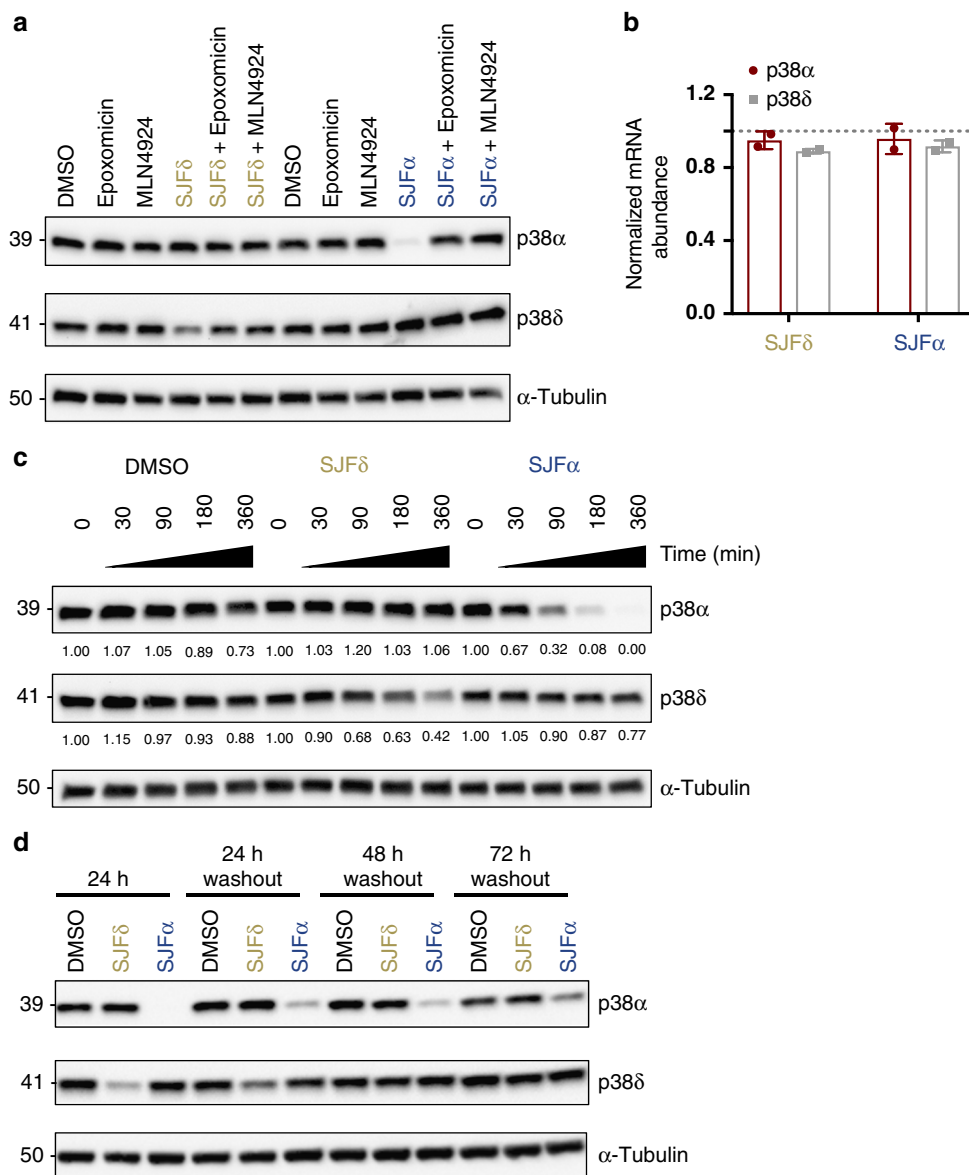 a
DMSO
Epoxomicin
MLN4924
SJFδ
SJFδ + Epoxomicin
SJFδ + MLN4924
DMSO
Epoxomicin
MLN4924
SJFα
SJFα + Epoxomicin
SJFα + MLN4924
39
p38α
41
p38δ
50
α-Tubulin
b
p38α
p38δ
Normalized mRNA
abundance
1.2
0.8
0.4
0.0
SJFδ SJFα
c
DMSO SJFδ SJFα
0 30 90 180 360 0 30 90 180 360 0 30 90 180 360
Time (min)
39
p38α
1.00 1.07 1.05 0.89 0.73 1.00 1.03 1.20 1.03 1.06 1.00 0.67 0.32 0.08 0.00
41
p38δ
1.00 1.15 0.97 0.93 0.88 1.00 0.90 0.68 0.63 0.42 1.00 1.05 0.90 0.87 0.77
50
α-Tubulin
d
24 h
24 h
washout
48 h
washout
72 h
washout
DMSO
SJFδ
SJFα
DMSO
SJFδ
SJFα
DMSO
SJFδ
SJFα
DMSO
SJFδ
SJFα
39
p38α
41
p38δ
50
α-Tubulin